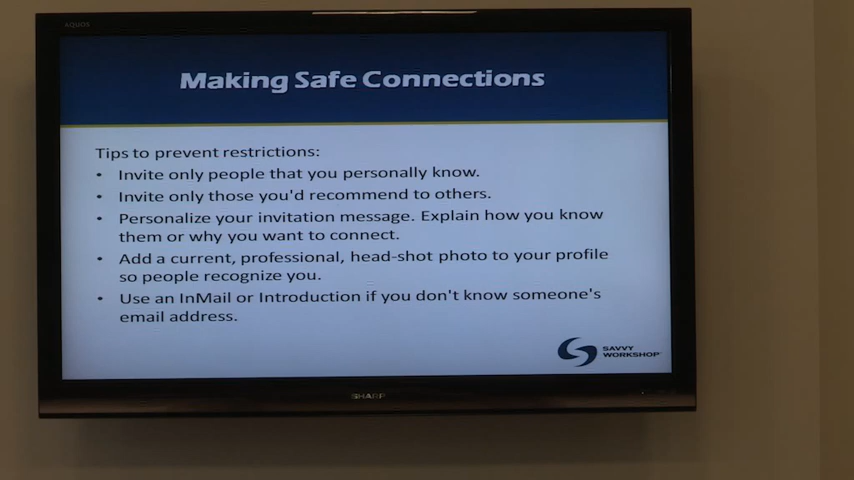 AQUOS
Making Safe Connections
Tips to prevent restrictions:
• Invite only people that you personally know.
• Invite only those you'd recommend to others.
• Personalize your invitation message. Explain how you know
them or why you want to connect.
• Add a current, professional, head-shot photo to your profile
so people recognize you.
• Use an InMail or Introduction if you don't know someone's
email address.
SAVVY
WORKSHOP
SHARP